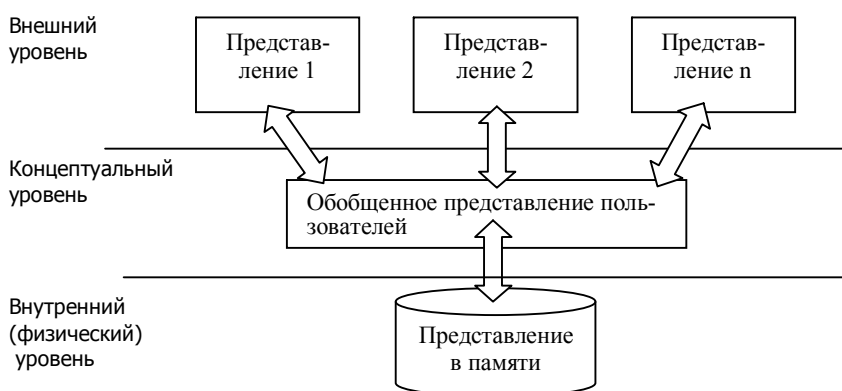 Внешний
уровень
Представ-
ление 1
Представ-
ление 2
Представ-
ление n
Концептуальный
уровень
Обобщенное представление поль-
зователей
Внутренний
(физический)
уровень
Представление
в памяти